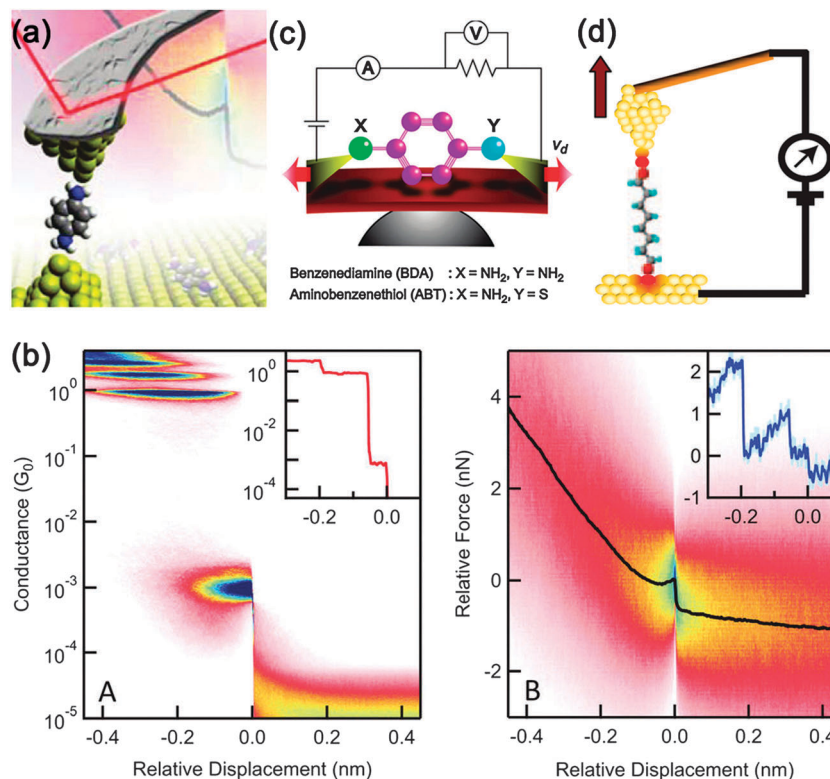 (a)
(c)
A
V
X
Y
v_d
Benzenediamine (BDA) : X = NH₂, Y = NH₂
Aminobenzenethiol (ABT) : X = NH₂, Y = S
(d)
(b)
Conductance (G₀)
10⁰
10⁻¹
10⁻²
10⁻³
10⁻⁴
10⁻⁵
10⁰
10⁻²
10⁻⁴
-0.2
0.0
A
-0.4
-0.2
0.0
0.2
0.4
Relative Displacement (nm)
Relative Force (nN)
4
2
0
-2
2
1
0
-1
-0.2
0.0
B
-0.4
-0.2
0.0
0.2
0.4
Relative Displacement (nm)